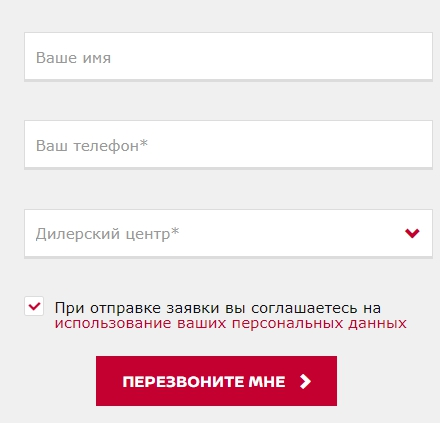 Ваше имя
Ваш телефон*
Дилерский центр*
При отправке заявки вы соглашаетесь на
использование ваших персональных данных
ПЕРЕЗВОНИТЕ МНЕ